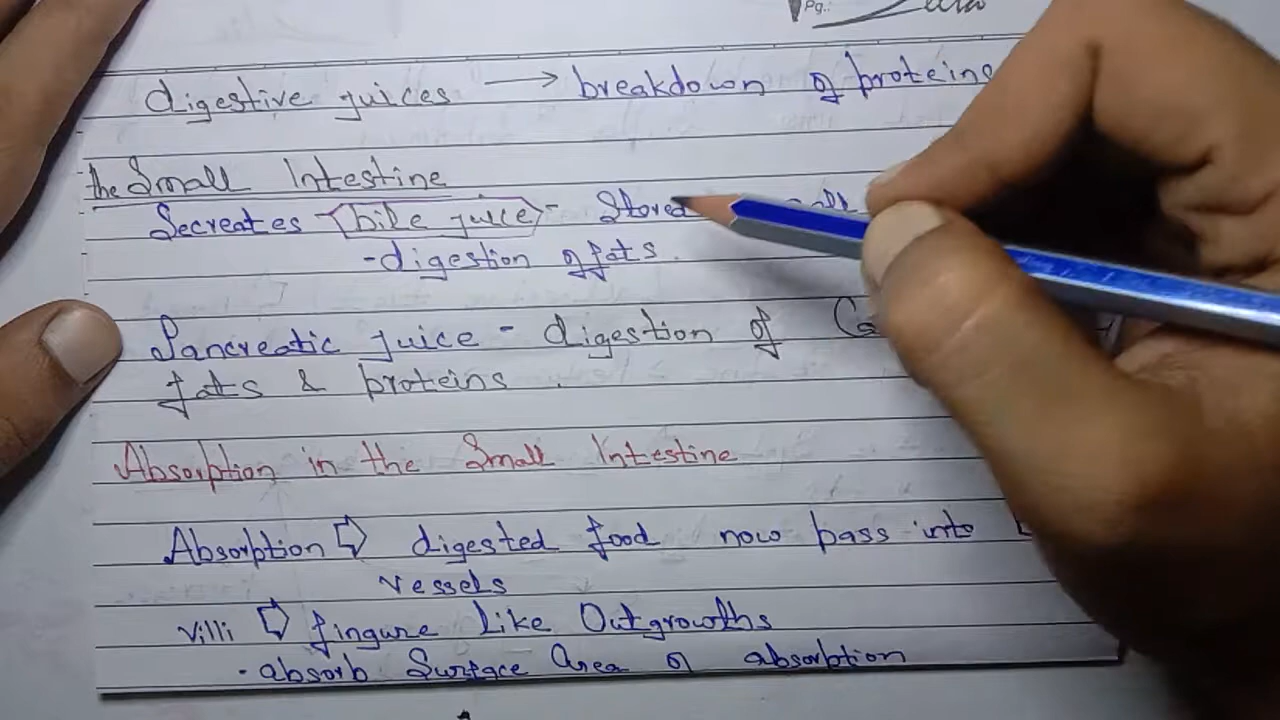 Pg.:
digestive juices → breakdown of proteins
the Small Intestine
Secreates - bile juice - Stored
- digestion of fats.
Pancreatic juice - digestion of
fats & proteins .
Absorption in the Small Intestine
Absorption ⇨ digested food now pass into
vessels
Villi ⇨ fingure like Outgrowths
- absorb Surface Area of absorption